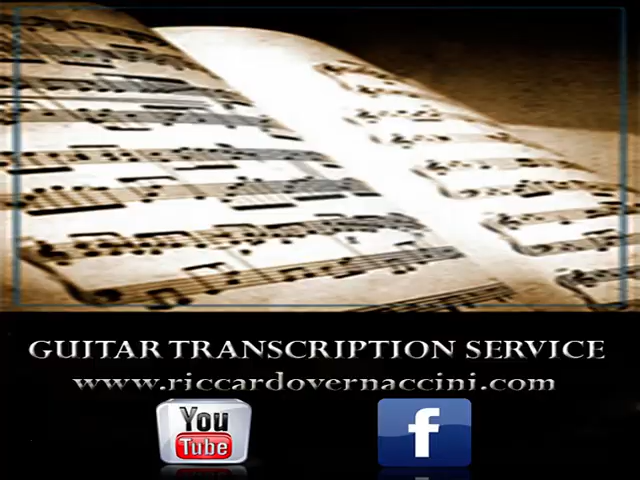 GUITAR TRANSCRIPTION SERVICE
www.riccardovernaccini.com
You
Tube
f